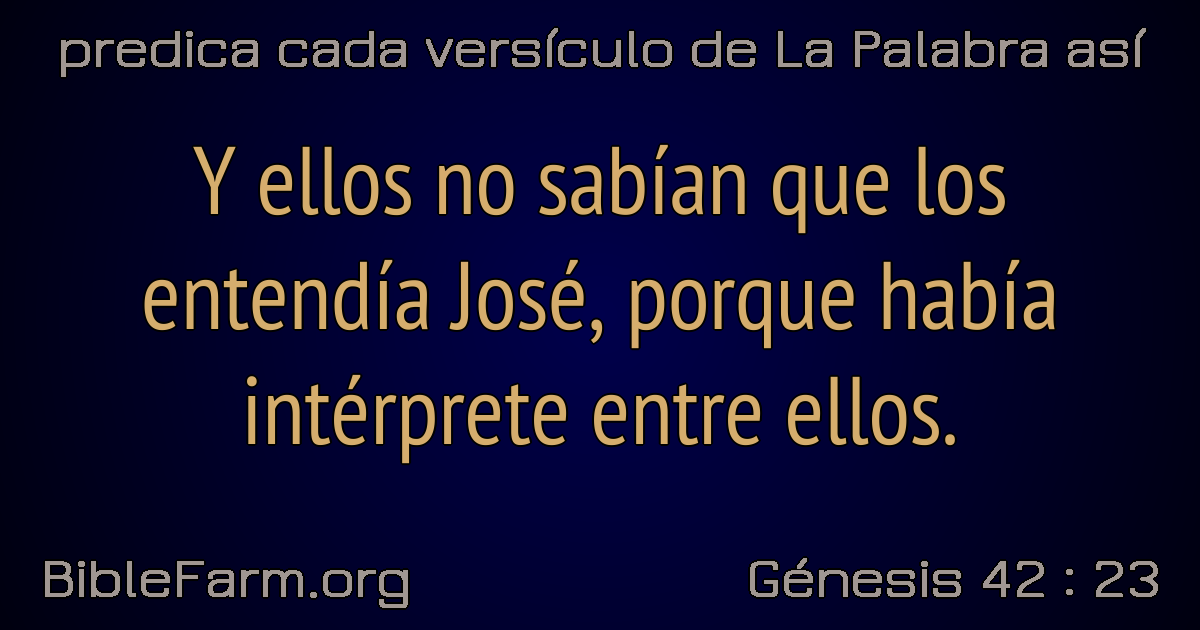 predica cada versículo de La Palabra así
Y ellos no sabían que los
entendía José, porque había
intérprete entre ellos.
BibleFarm.org
Génesis 42 : 23